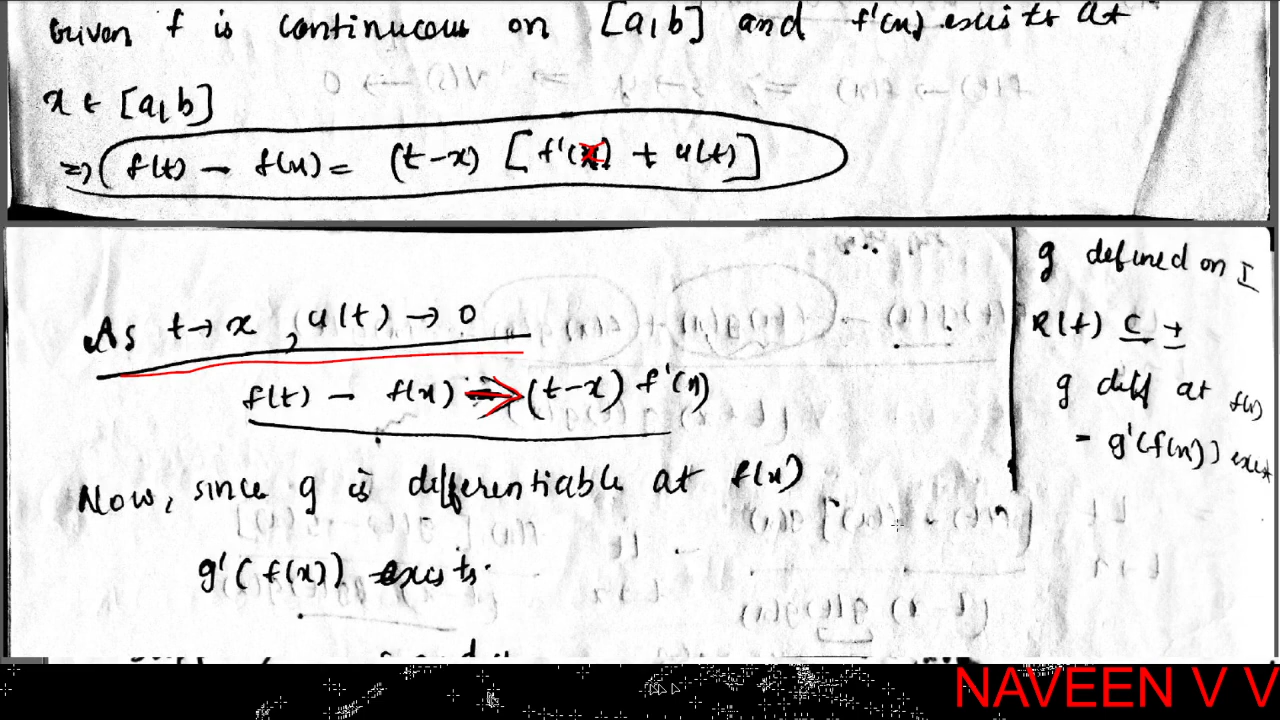 Given f is continuous on [a,b] and f'(x) exists at
x ∈ [a,b]
=> f(t) - f(x) = (t-x) [f'(x) + u(t)]
As t→x, u(t) → 0
f(t) - f(x) → (t-x) f'(x)
Now, since g is differentiable at f(x)
g'(f(x)) exists.
g defined on I
R(f) ⊆ I
g diff at f(x)
= g'(f(x)) exist
NAVEEN V V